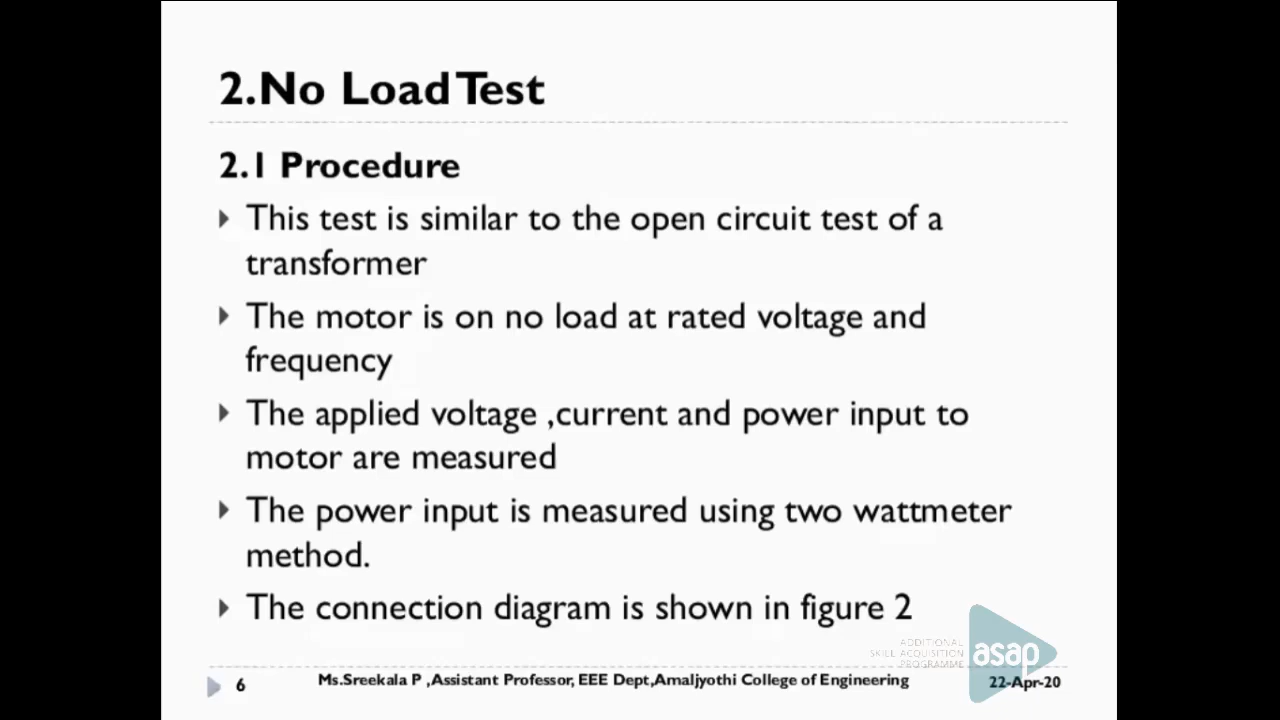 2.No Load Test
2.1 Procedure
This test is similar to the open circuit test of a
transformer
The motor is on no load at rated voltage and
frequency
The applied voltage ,current and power input to
motor are measured
The power input is measured using two wattmeter
method.
The connection diagram is shown in figure 2
ADDITIONAL
SKILL ACQUISITION
PROGRAMME
asap
6
Ms.Sreekala P ,Assistant Professor, EEE Dept,Amaljyothi College of Engineering
22-Apr-20